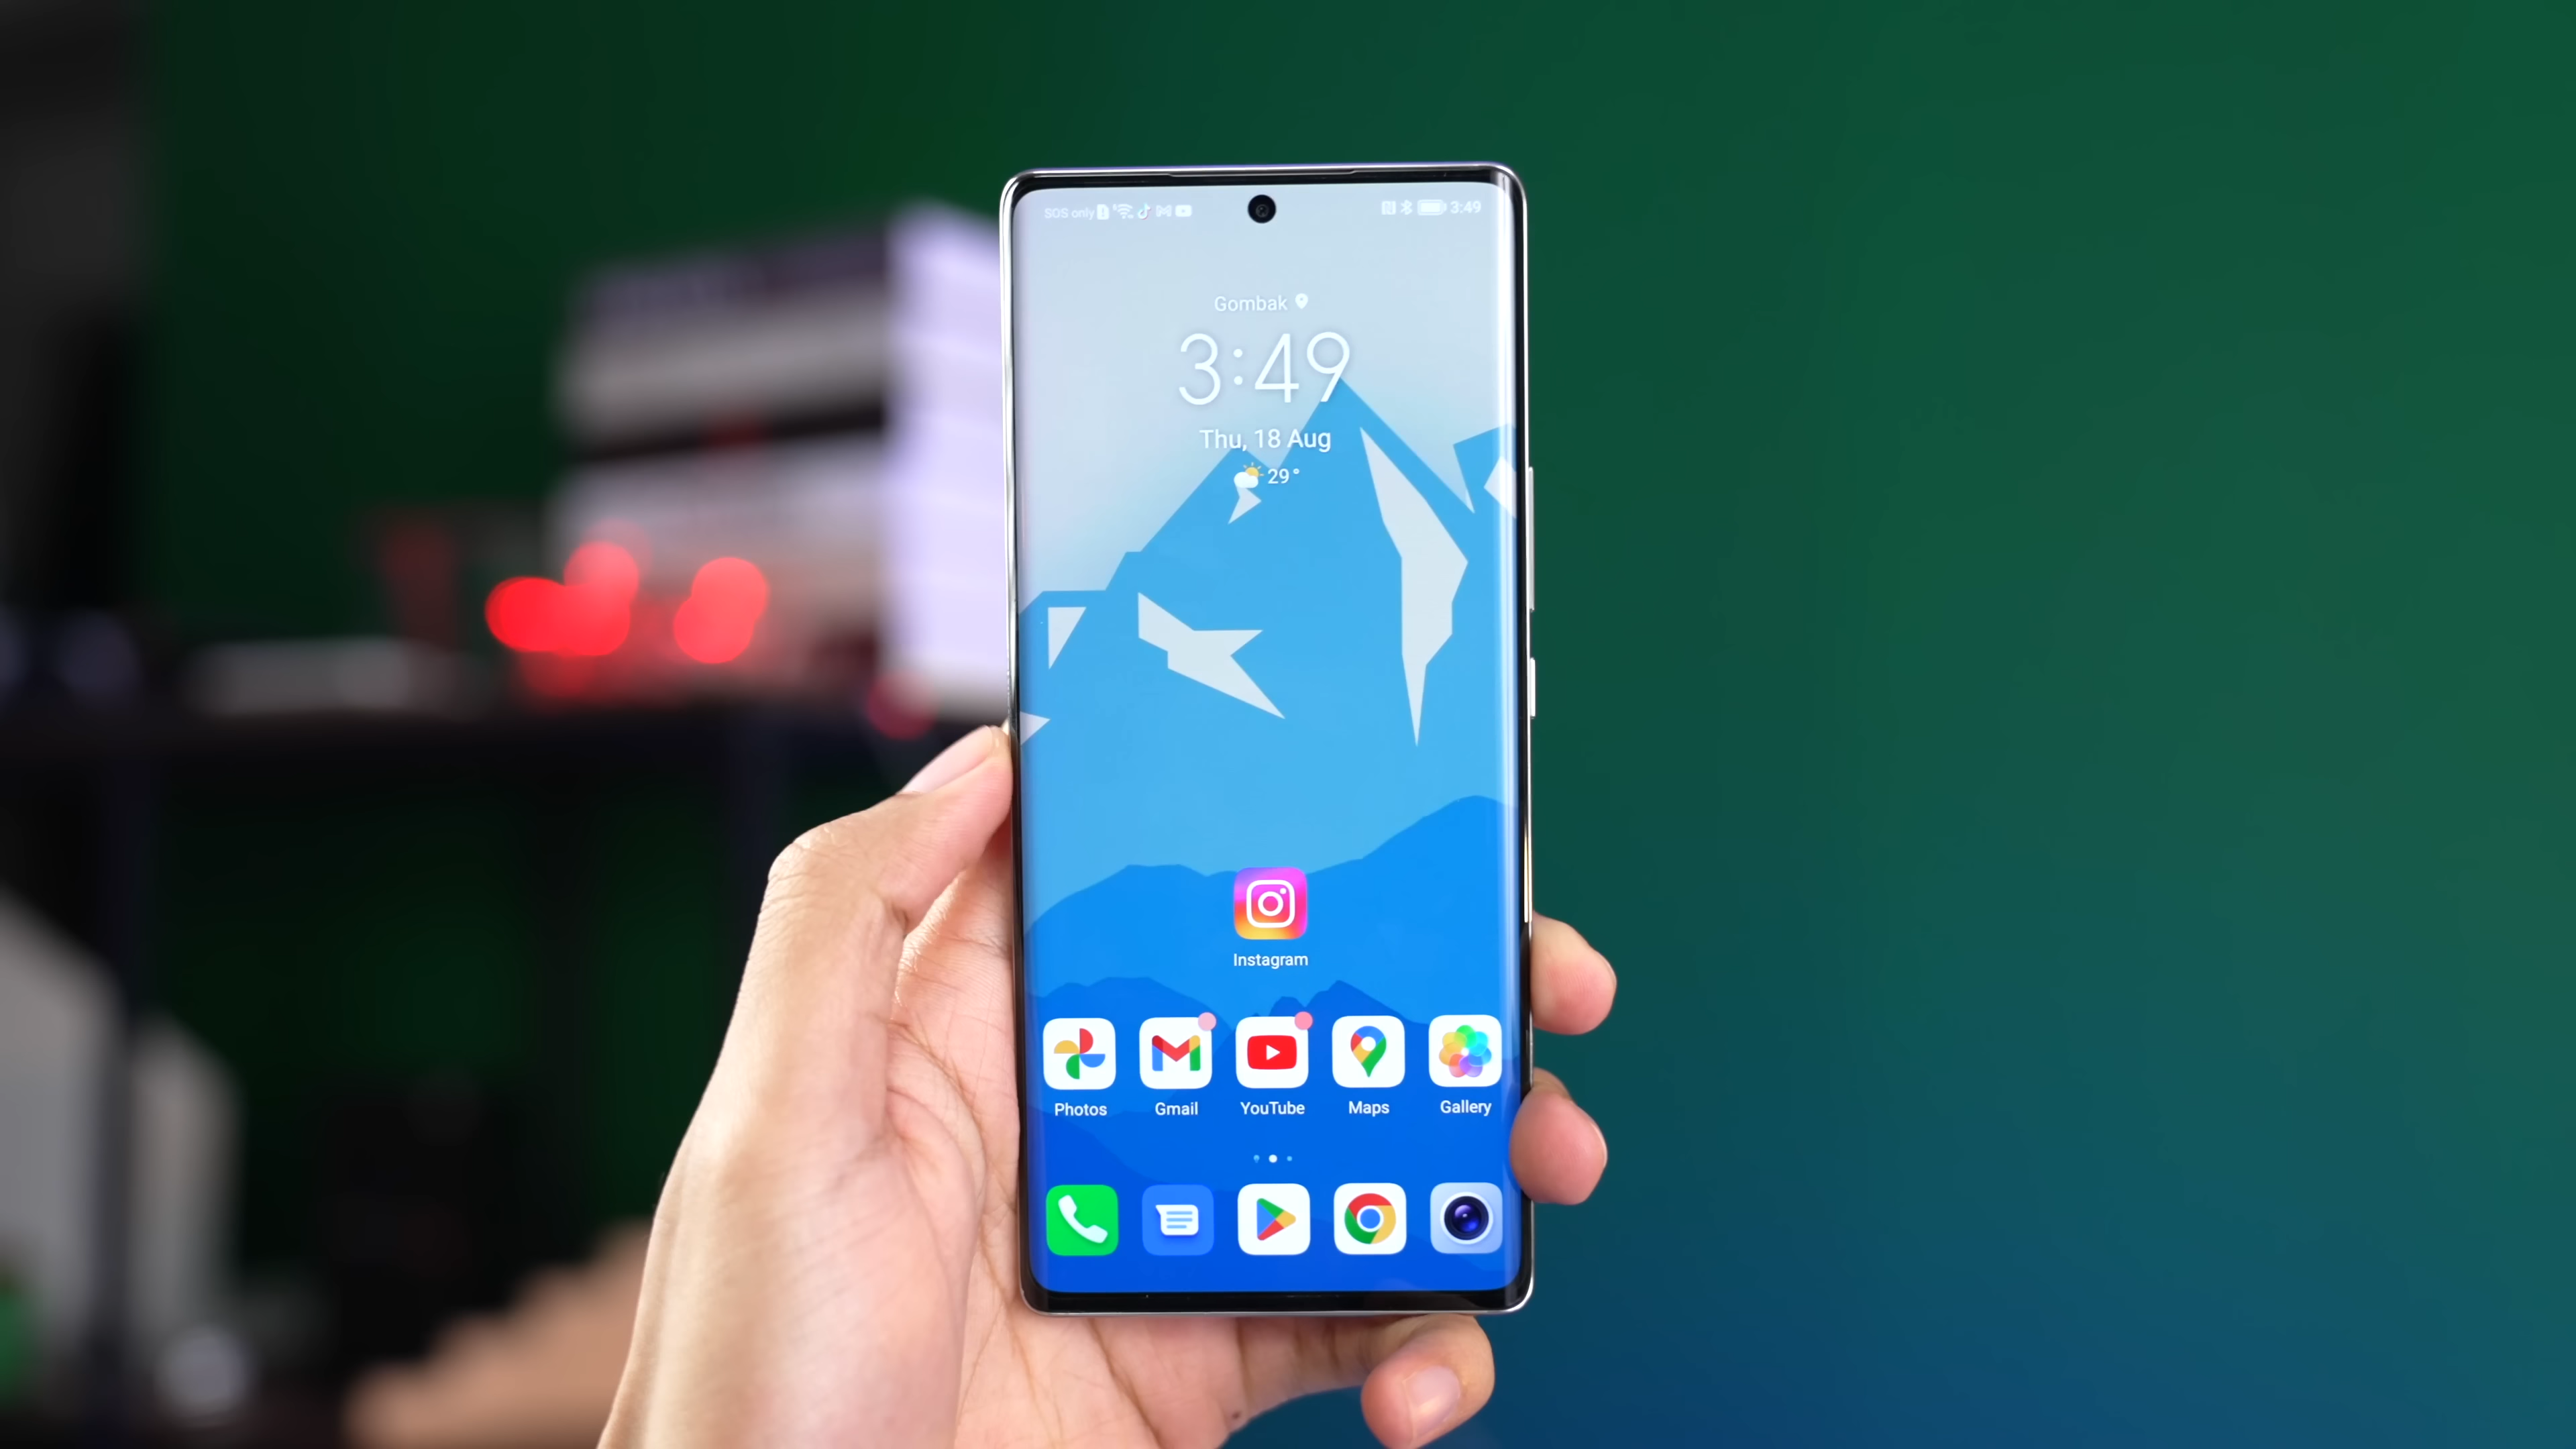 SOS only
3:49
Gombak
3:49
Thu, 18 Aug
29°
Instagram
Photos Gmail YouTube Maps Gallery